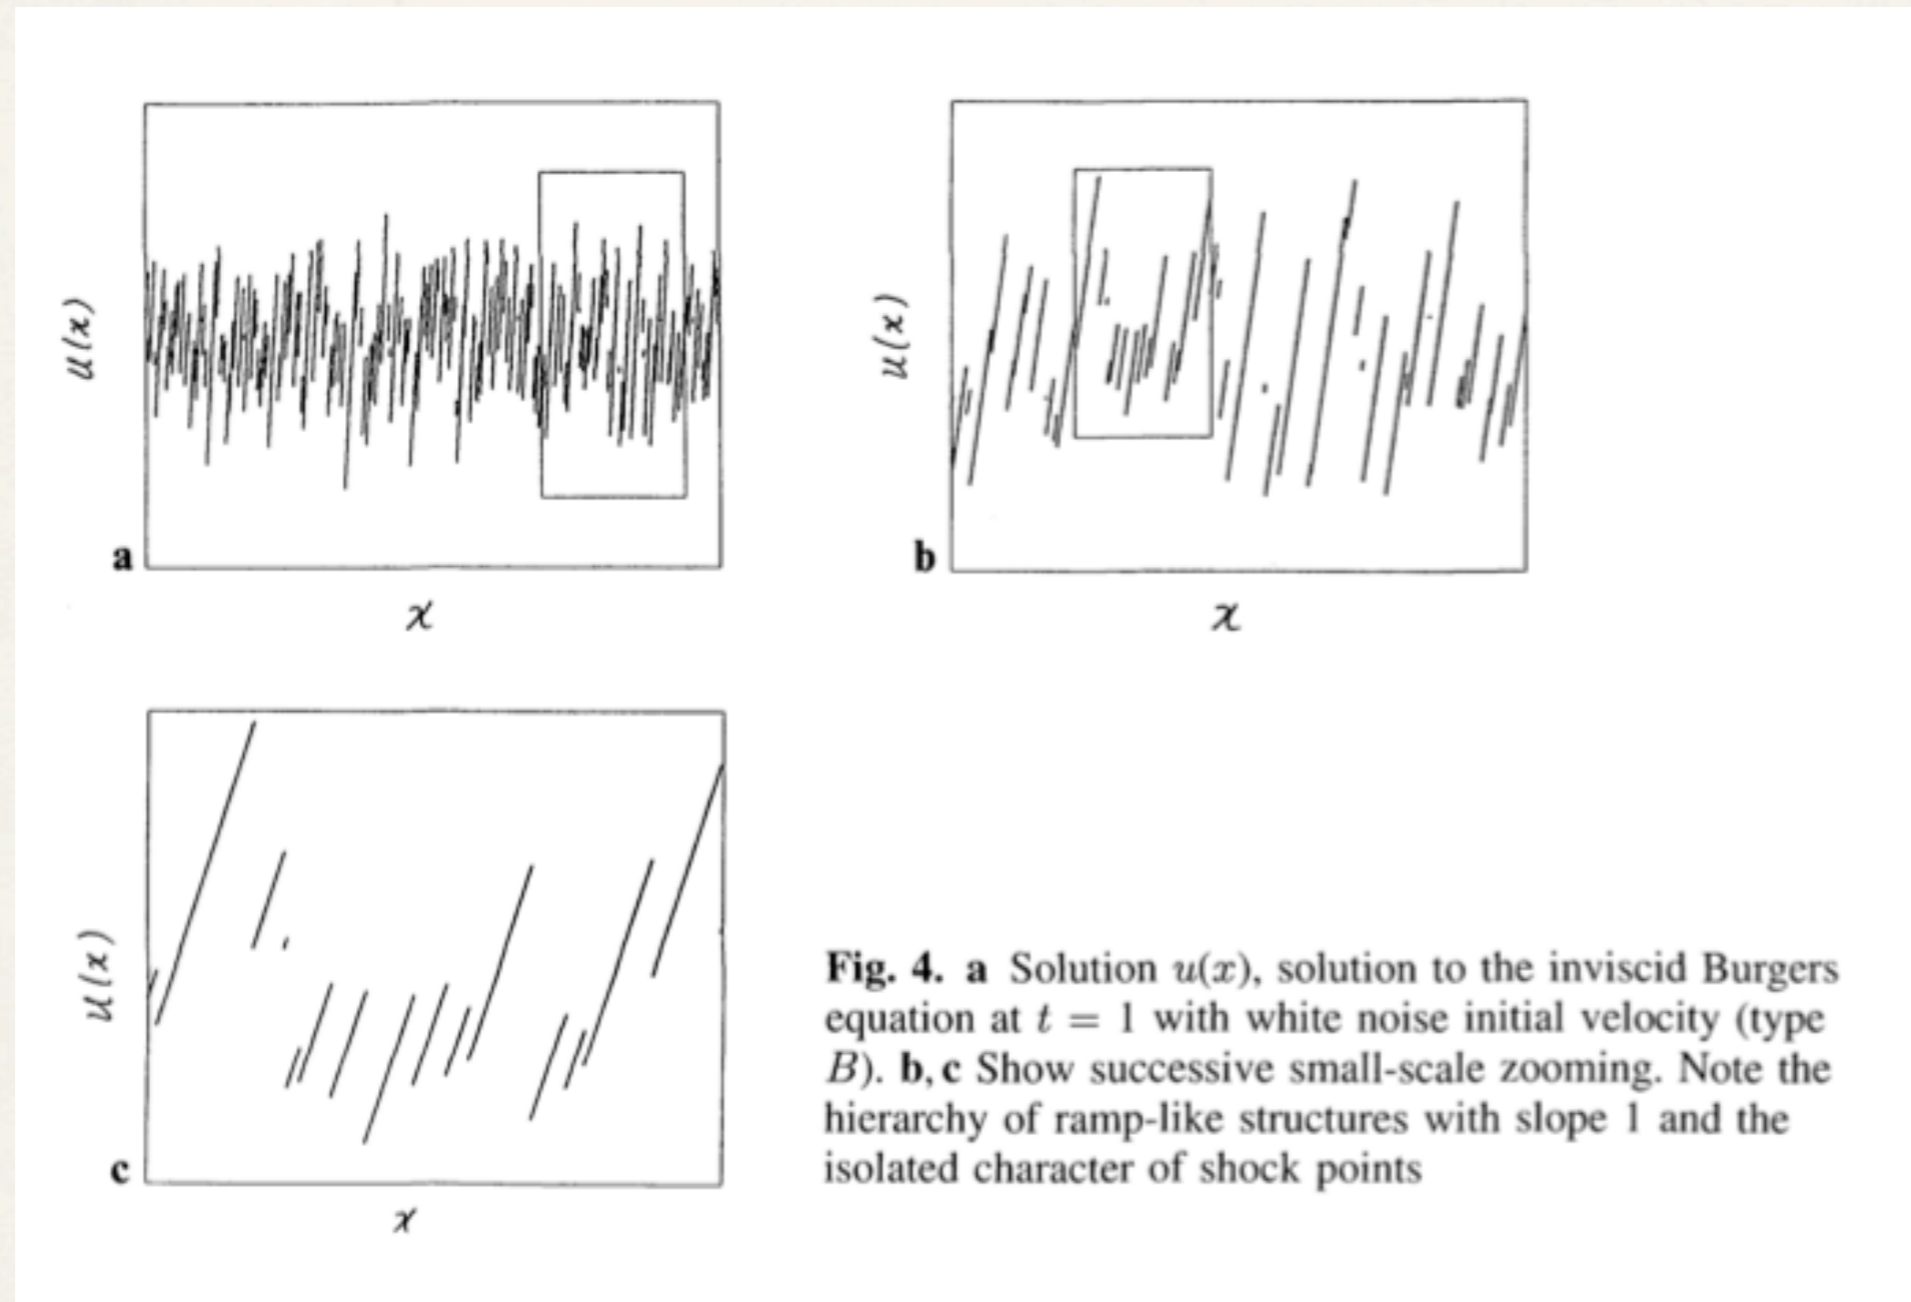 u(x)
a
x
u(x)
b
x
u(x)
c
x
Fig. 4. a Solution u(x), solution to the inviscid Burgers
equation at t = 1 with white noise initial velocity (type
B). b, c Show successive small-scale zooming. Note the
hierarchy of ramp-like structures with slope 1 and the
isolated character of shock points